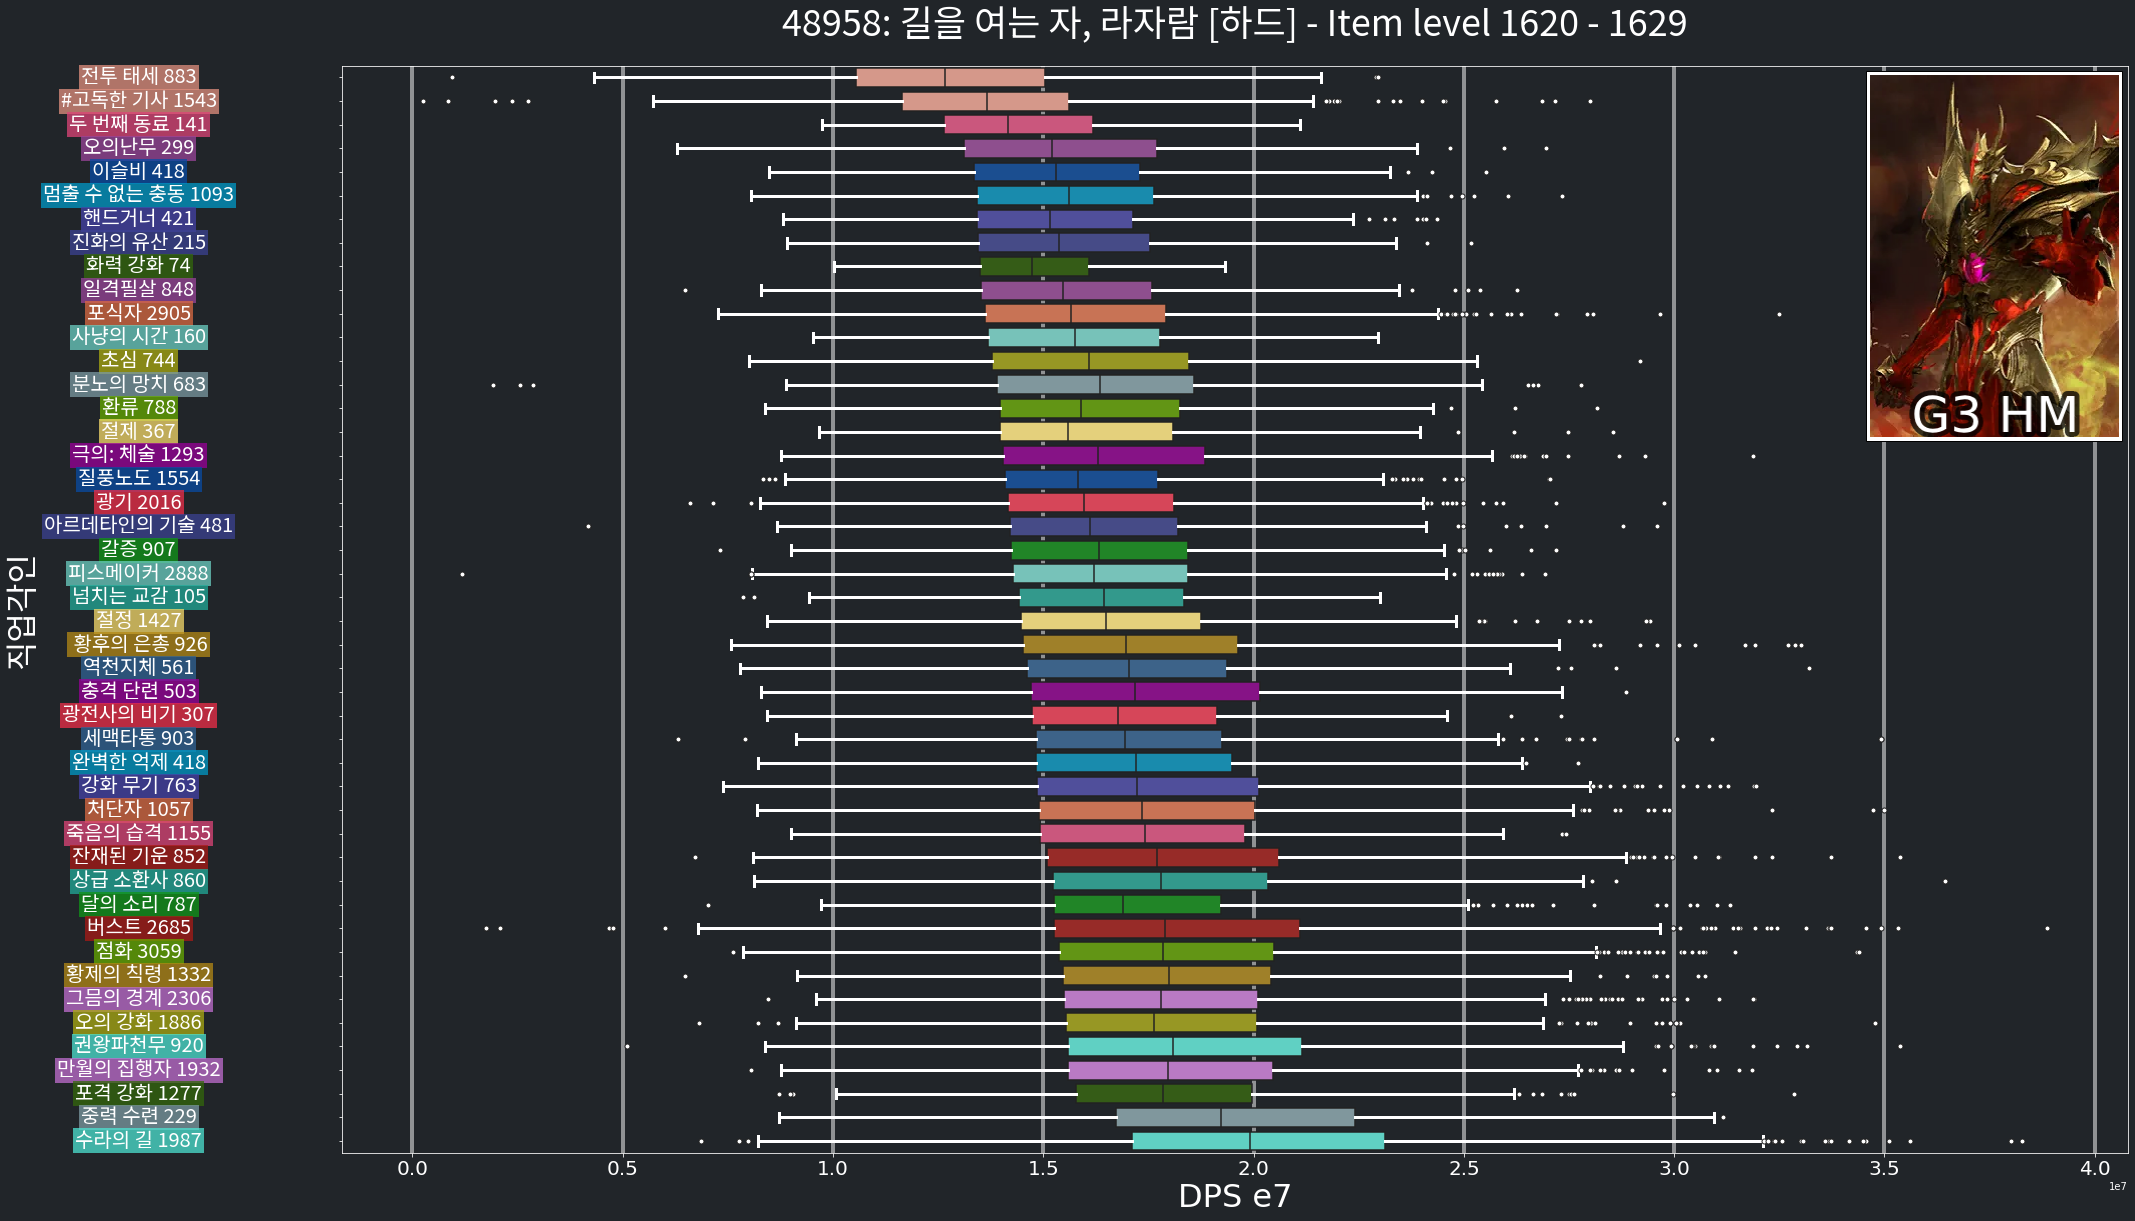 48958: 길을 여는 자, 라자람 [하드] - Item level 1620 - 1629
전투 태세 883
#고독한 기사 1543
두 번째 동료 141
오의난무 299
이슬비 418
멈출 수 없는 충동 1093
핸드거너 421
진화의 유산 215
화력 강화 74
일격필살 848
포식자 2905
사냥의 시간 160
초심 744
분노의 망치 683
환류 788
절제 367
극의: 체술 1293
질풍노도 1554
광기 2016
아르데타인의 기술 481
갈증 907
피스메이커 2888
넘치는 교감 105
절정 1427
황후의 은총 926
역천지체 561
충격 단련 503
광전사의 비기 307
세맥타통 903
완벽한 억제 418
강화 무기 763
처단자 1057
죽음의 습격 1155
잔재된 기운 852
상급 소환사 860
달의 소리 787
버스트 2685
점화 3059
황제의 칙령 1332
그믐의 경계 2306
오의 강화 1886
권왕파천무 920
만월의 집행자 1932
포격 강화 1277
중력 수련 229
수라의 길 1987
직업각인
G3 HM
0.0 0.5 1.0 1.5 2.0 2.5 3.0 3.5 4.0
1e7
DPS e7